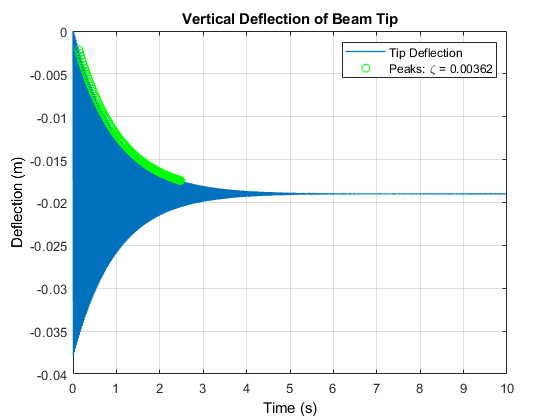 Vertical Deflection of Beam Tip
Tip Deflection
Peaks: ζ = 0.00362
0
-0.005
-0.01
-0.015
-0.02
-0.025
-0.03
-0.035
-0.04
Deflection (m)
0 1 2 3 4 5 6 7 8 9 10
Time (s)